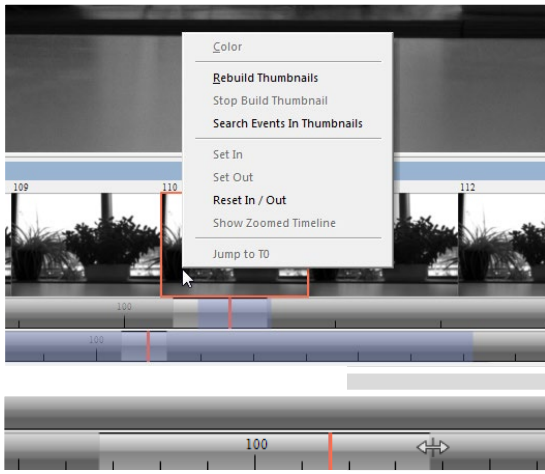 Color
Rebuild Thumbnails
Stop Build Thumbnail
Search Events In Thumbnails
Set In
Set Out
Reset In / Out
Show Zoomed Timeline
Jump to T0
109
110
112
100
100
100